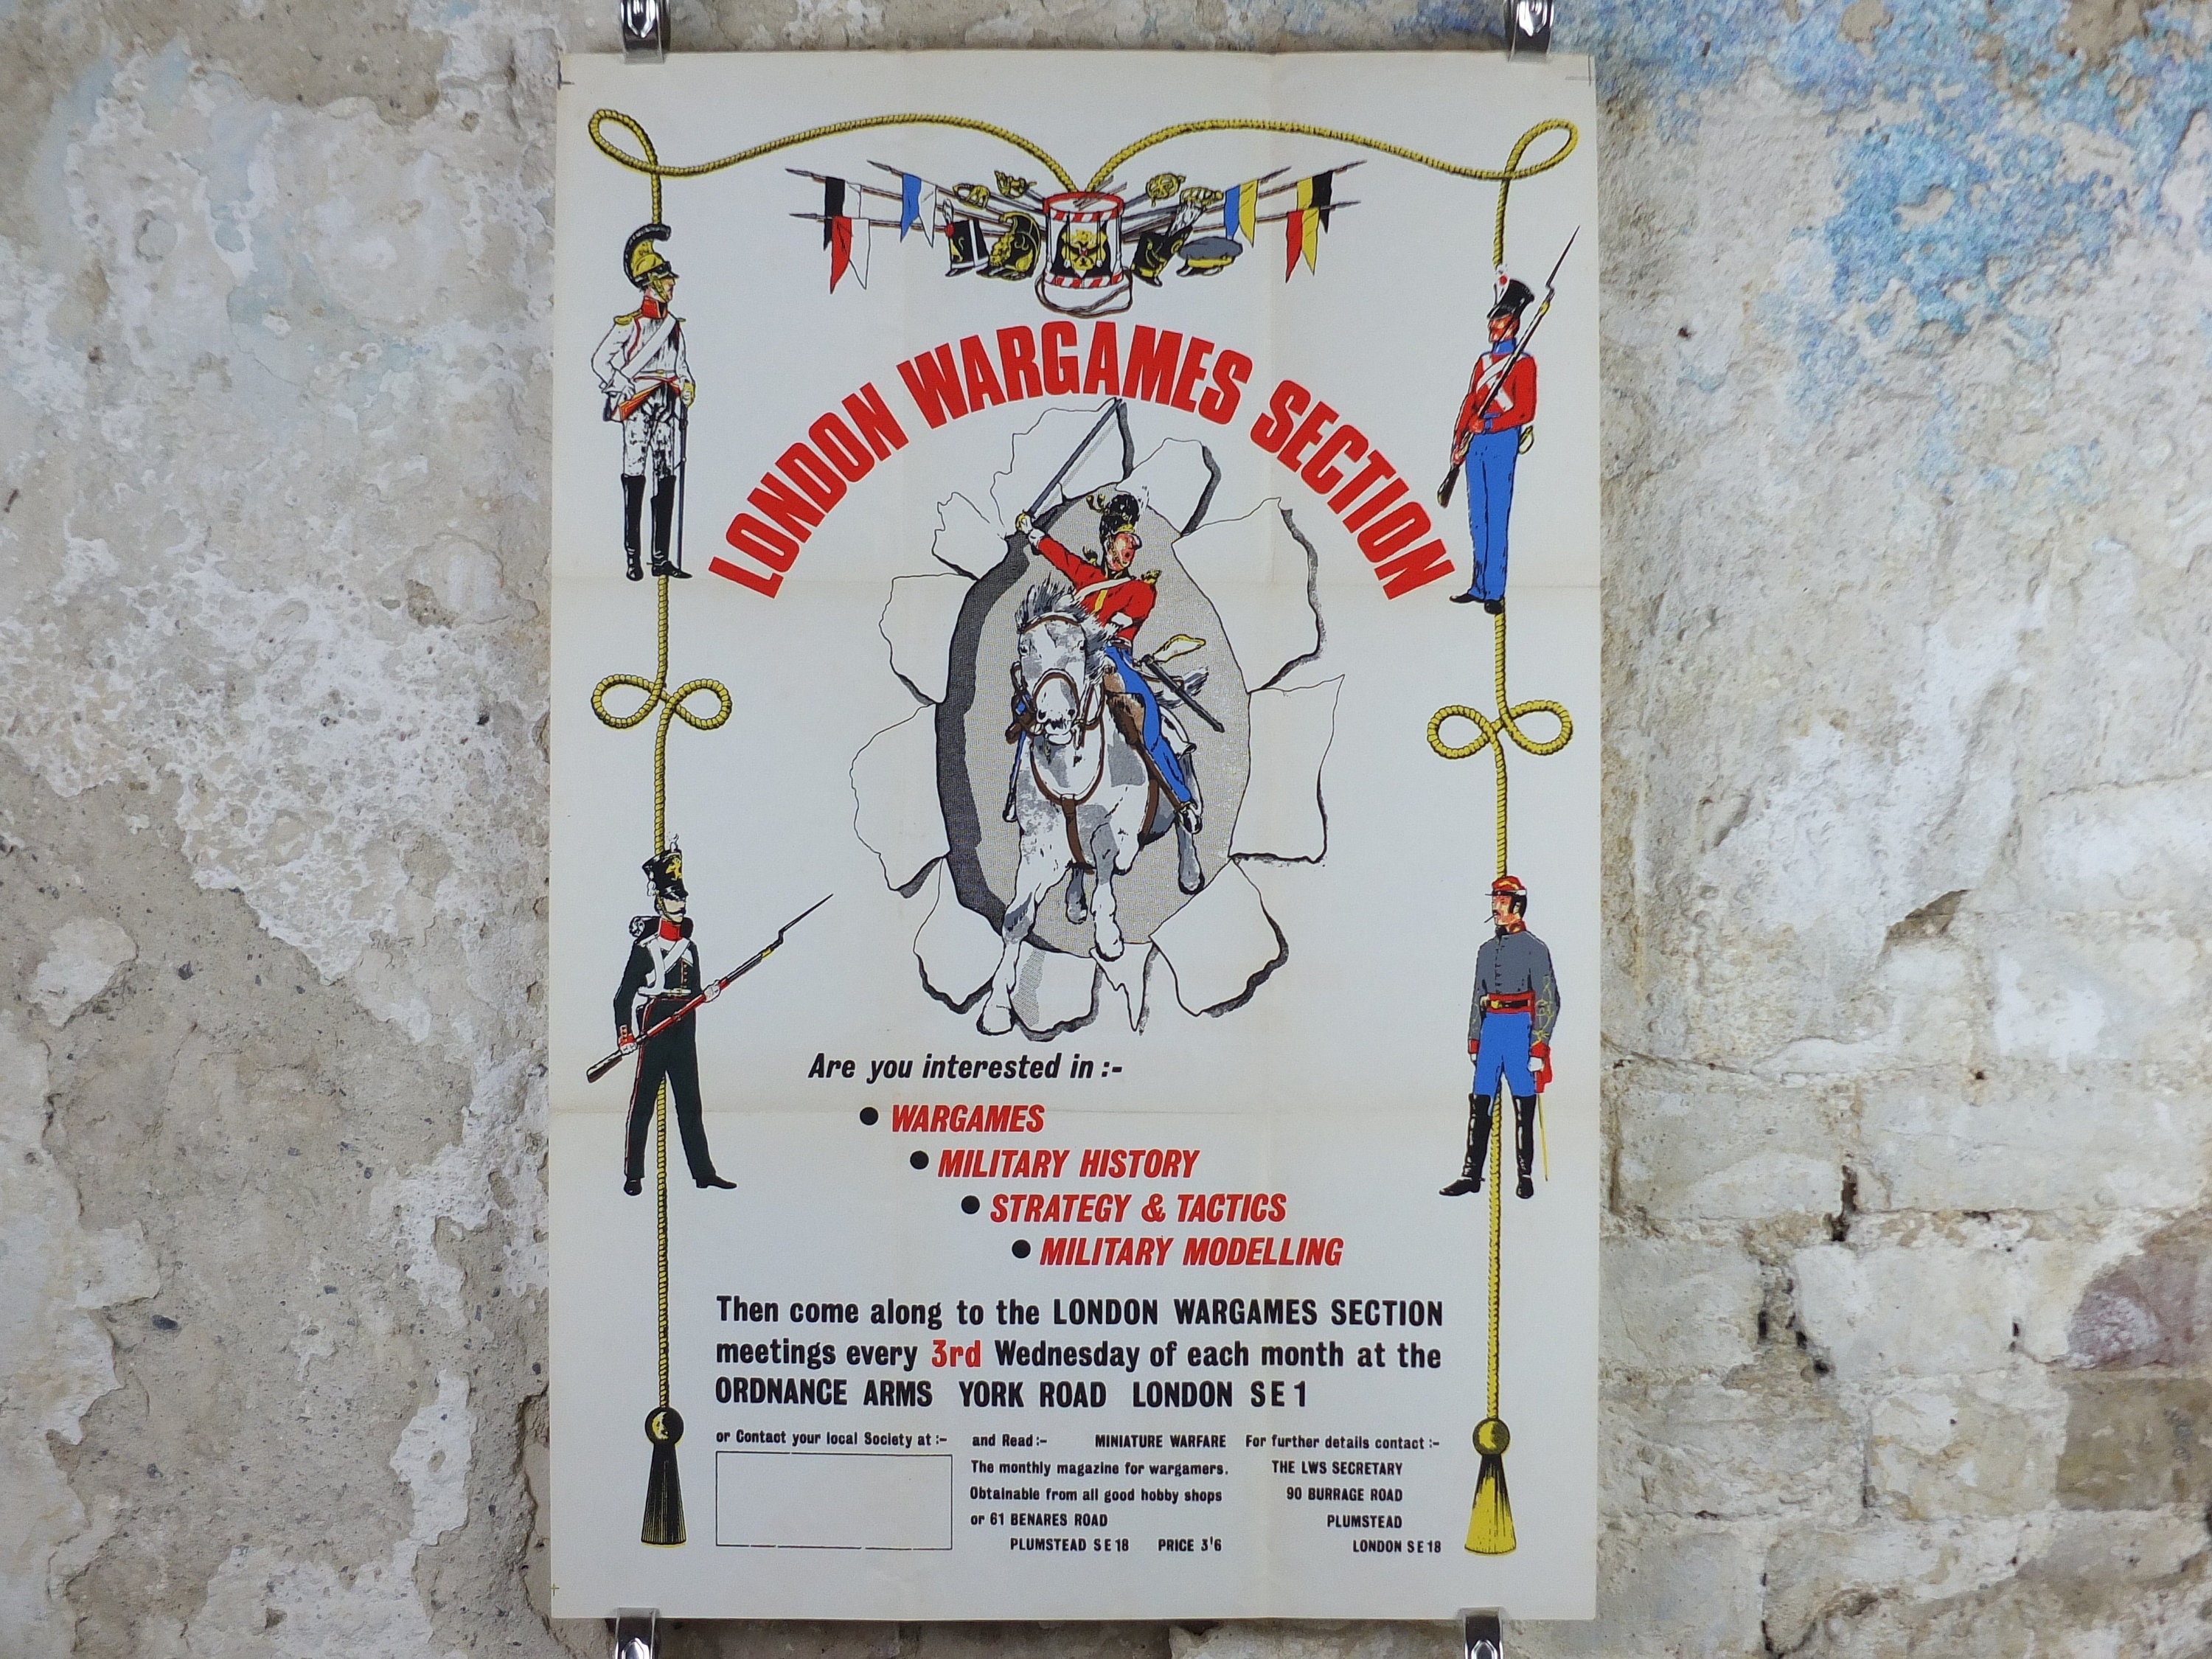 LONDON WARGAMES SECTION
Are you interested in :-
● WARGAMES
● MILITARY HISTORY
● STRATEGY & TACTICS
● MILITARY MODELLING
Then come along to the LONDON WARGAMES SECTION
meetings every 3rd Wednesday of each month at the
ORDNANCE ARMS YORK ROAD LONDON SE1
or Contact your local Society at :-
and Read :- MINIATURE WARFARE
The monthly magazine for wargamers.
Obtainable from all good hobby shops
or 61 BENARES ROAD
PLUMSTEAD SE18 PRICE 3'6
For further details contact :-
THE LWS SECRETARY
90 BURRAGE ROAD
PLUMSTEAD
LONDON SE18